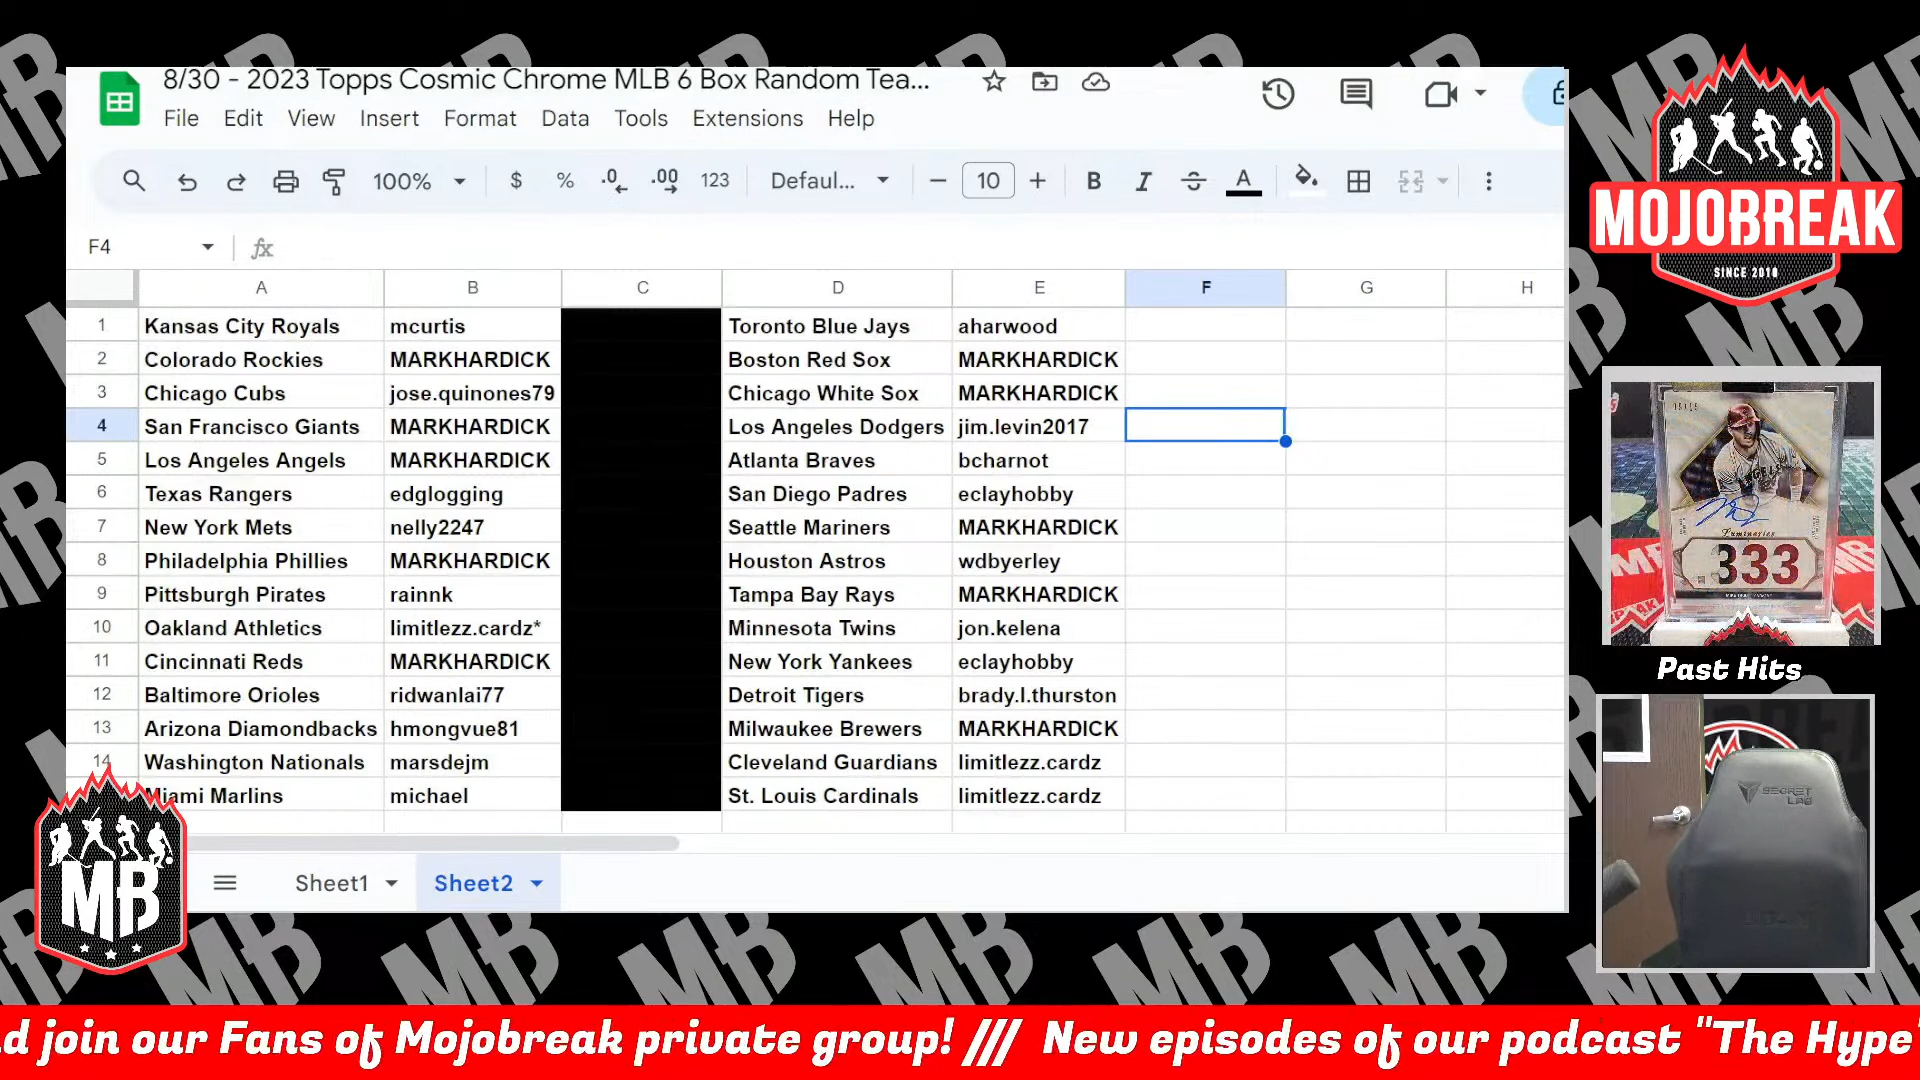 8/30 - 2023 Topps Cosmic Chrome MLB 6 Box Random Tea...
File Edit View Insert Format Data Tools Extensions Help
100% $ % .0 .00 123 Defaul... − 10 + B I S A
F4 fx
A B C D E F G H
1 Kansas City Royals mcurtis Toronto Blue Jays aharwood
2 Colorado Rockies MARKHARDICK Boston Red Sox MARKHARDICK
3 Chicago Cubs jose.quinones79 Chicago White Sox MARKHARDICK
4 San Francisco Giants MARKHARDICK Los Angeles Dodgers jim.levin2017
5 Los Angeles Angels MARKHARDICK Atlanta Braves bcharnot
6 Texas Rangers edglogging San Diego Padres eclayhobby
7 New York Mets nelly2247 Seattle Mariners MARKHARDICK
8 Philadelphia Phillies MARKHARDICK Houston Astros wdbyerley
9 Pittsburgh Pirates rainnk Tampa Bay Rays MARKHARDICK
10 Oakland Athletics limitlezz.cardz* Minnesota Twins jon.kelena
11 Cincinnati Reds MARKHARDICK New York Yankees eclayhobby
12 Baltimore Orioles ridwanlai77 Detroit Tigers brady.l.thurston
13 Arizona Diamondbacks hmongvue81 Milwaukee Brewers MARKHARDICK
14 Washington Nationals marsdejm Cleveland Guardians limitlezz.cardz
Miami Marlins michael St. Louis Cardinals limitlezz.cardz
Sheet1 Sheet2
MOJOBREAK
SINCE 2010
ANGELS
Luminaries
333
Past Hits
SECRET LAB
MB
d join our Fans of Mojobreak private group! /// New episodes of our podcast "The Hype"